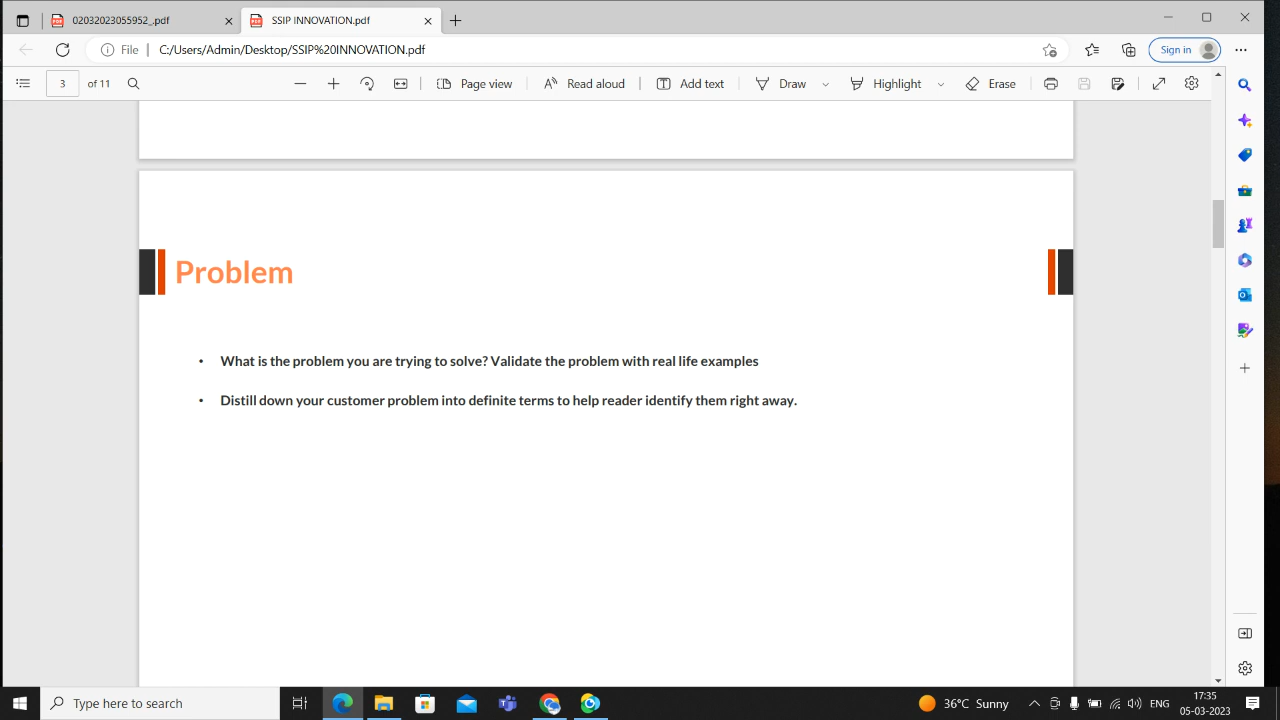 02032023055952_.pdf
SSIP INNOVATION.pdf
File C:/Users/Admin/Desktop/SSIP%20INNOVATION.pdf
Sign in
3 of 11
Page view
Read aloud
Add text
Draw
Highlight
Erase
Problem
• What is the problem you are trying to solve? Validate the problem with real life examples
• Distill down your customer problem into definite terms to help reader identify them right away.
Type here to search
36°C Sunny
ENG
17:35
05-03-2023